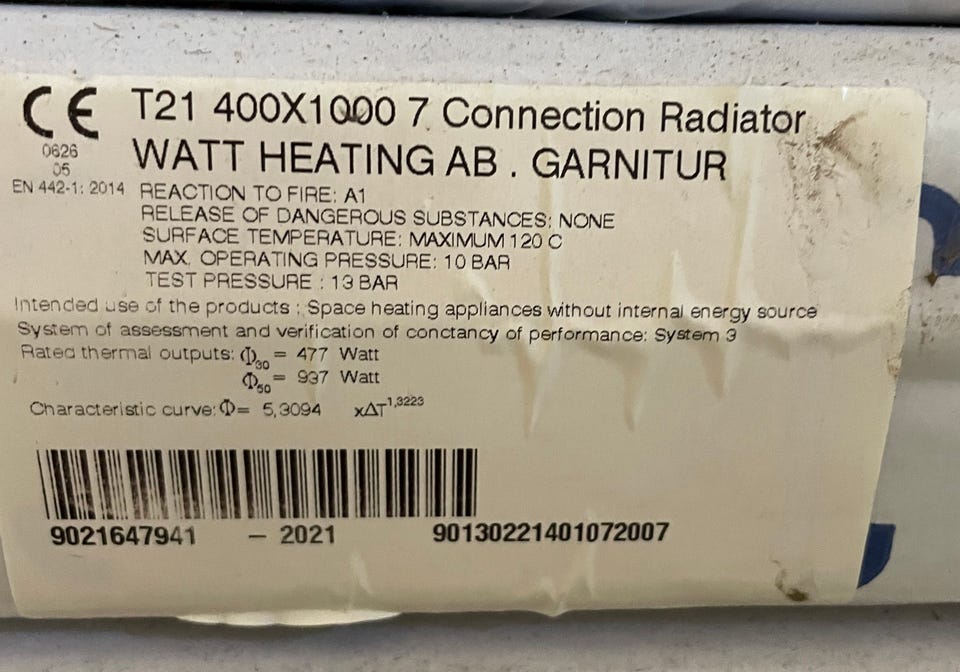 CE T21 400X1000 7 Connection Radiator
0626
05
WATT HEATING AB . GARNITUR
EN 442-1: 2014
REACTION TO FIRE: A1
RELEASE OF DANGEROUS SUBSTANCES: NONE
SURFACE TEMPERATURE: MAXIMUM 120 C
MAX. OPERATING PRESSURE: 10 BAR
TEST PRESSURE : 13 BAR
Intended use of the products : Space heating appliances without internal energy source
System of assessment and verification of conctancy of performance: System 3
Rated thermal outputs: Φ30 = 477 Watt
Φ50 = 937 Watt
Characteristic curve: Φ= 5,3094 xΔT1,3223
9021647941 – 2021 90130221401072007